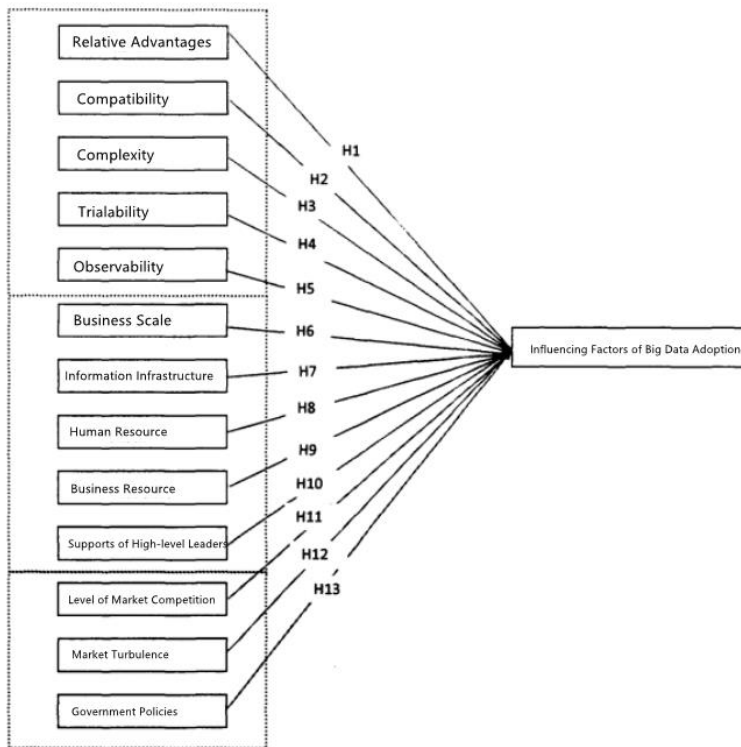 Relative Advantages
Compatibility
Complexity
Trialability
Observability
Business Scale
Information Infrastructure
Human Resource
Business Resource
Supports of High-level Leaders
Level of Market Competition
Market Turbulence
Government Policies
H1
H2
H3
H4
H5
H6
H7
H8
H9
H10
H11
H12
H13
Influencing Factors of Big Data Adoption